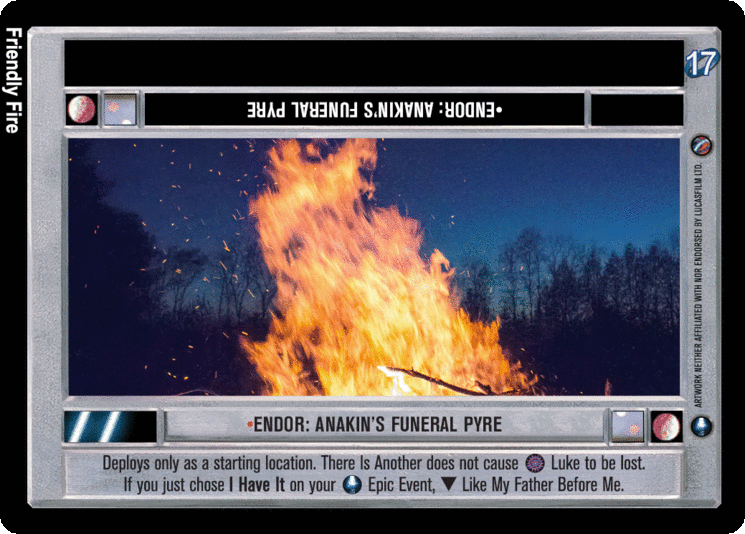 Friendly Fire
17
•ENDOR: ANAKIN'S FUNERAL PYRE
ARTWORK NEITHER AFFILIATED WITH NOR ENDORSED BY LUCASFILM LTD.
•ENDOR: ANAKIN'S FUNERAL PYRE
Deploys only as a starting location. There Is Another does not cause Luke to be lost.
If you just chose I Have It on your Epic Event, ▼ Like My Father Before Me.